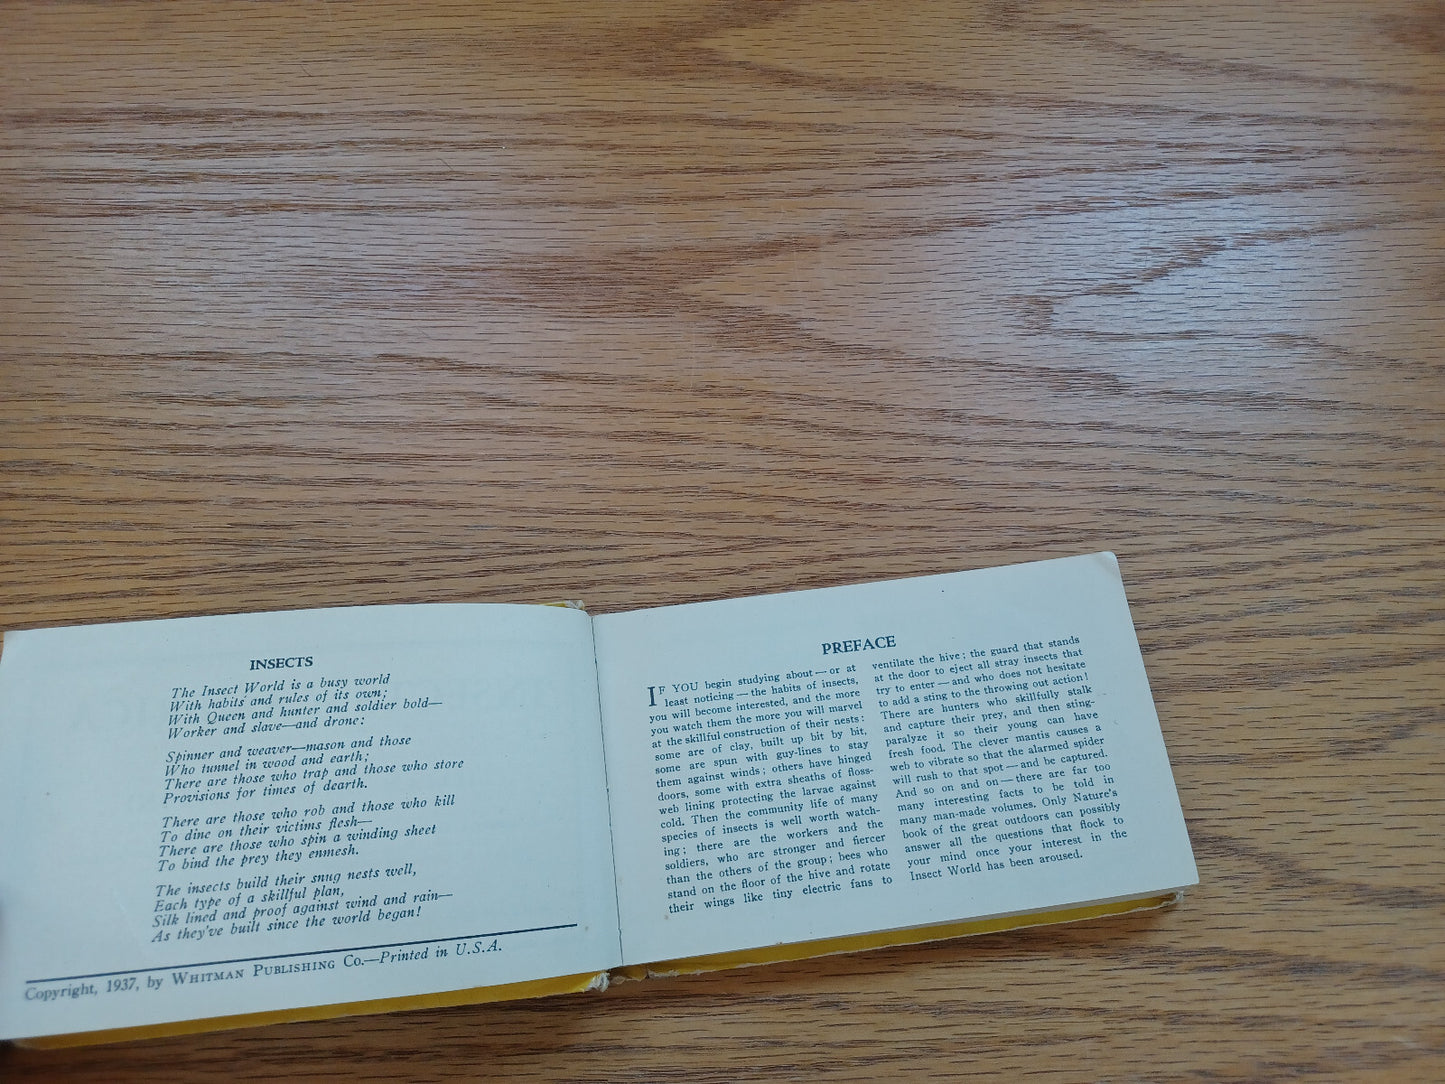 INSECTS
The Insect World is a busy world
With habits and rules of its own;
With Queen and hunter and soldier bold—
Worker and slave—and drone:
Spinner and weaver—mason and those
Who tunnel in wood and earth;
There are those who trap and those who store
Provisions for times of dearth.
There are those who rob and those who kill
To dine on their victims flesh—
There are those who spin a winding sheet
To bind the prey they enmesh.
The insects build their snug nests well,
Each type of a skillful plan,
Silk lined and proof against wind and rain—
As they've built since the world began!
Copyright, 1937, by WHITMAN PUBLISHING CO.—Printed in U.S.A.
PREFACE
IF YOU begin studying about — or at
least noticing — the habits of insects,
you will become interested, and the more
you watch them the more you will marvel
at the skillful construction of their nests:
some are of clay, built up bit by bit,
some are spun with guy-lines to stay
them against winds; others have hinged
doors, some with extra sheaths of floss-
web lining protecting the larvae against
cold. Then the community life of many
species of insects is well worth watch-
ing; there are the workers and the
soldiers, who are stronger and fiercer
than the others of the group; bees who
stand on the floor of the hive and rotate
their wings like tiny electric fans to
ventilate the hive; the guard that stands
at the door to eject all stray insects that
try to enter — and who does not hesitate
to add a sting to the throwing out action!
There are hunters who skillfully stalk
and capture their prey, and then sting-
paralyze it so their young can have
fresh food. The clever mantis causes a
web to vibrate so that the alarmed spider
will rush to that spot — and be captured.
And so on and on — there are far too
many interesting facts to be told in
many man-made volumes. Only Nature's
book of the great outdoors can possibly
answer all the questions that flock to
your mind once your interest in the
Insect World has been aroused.